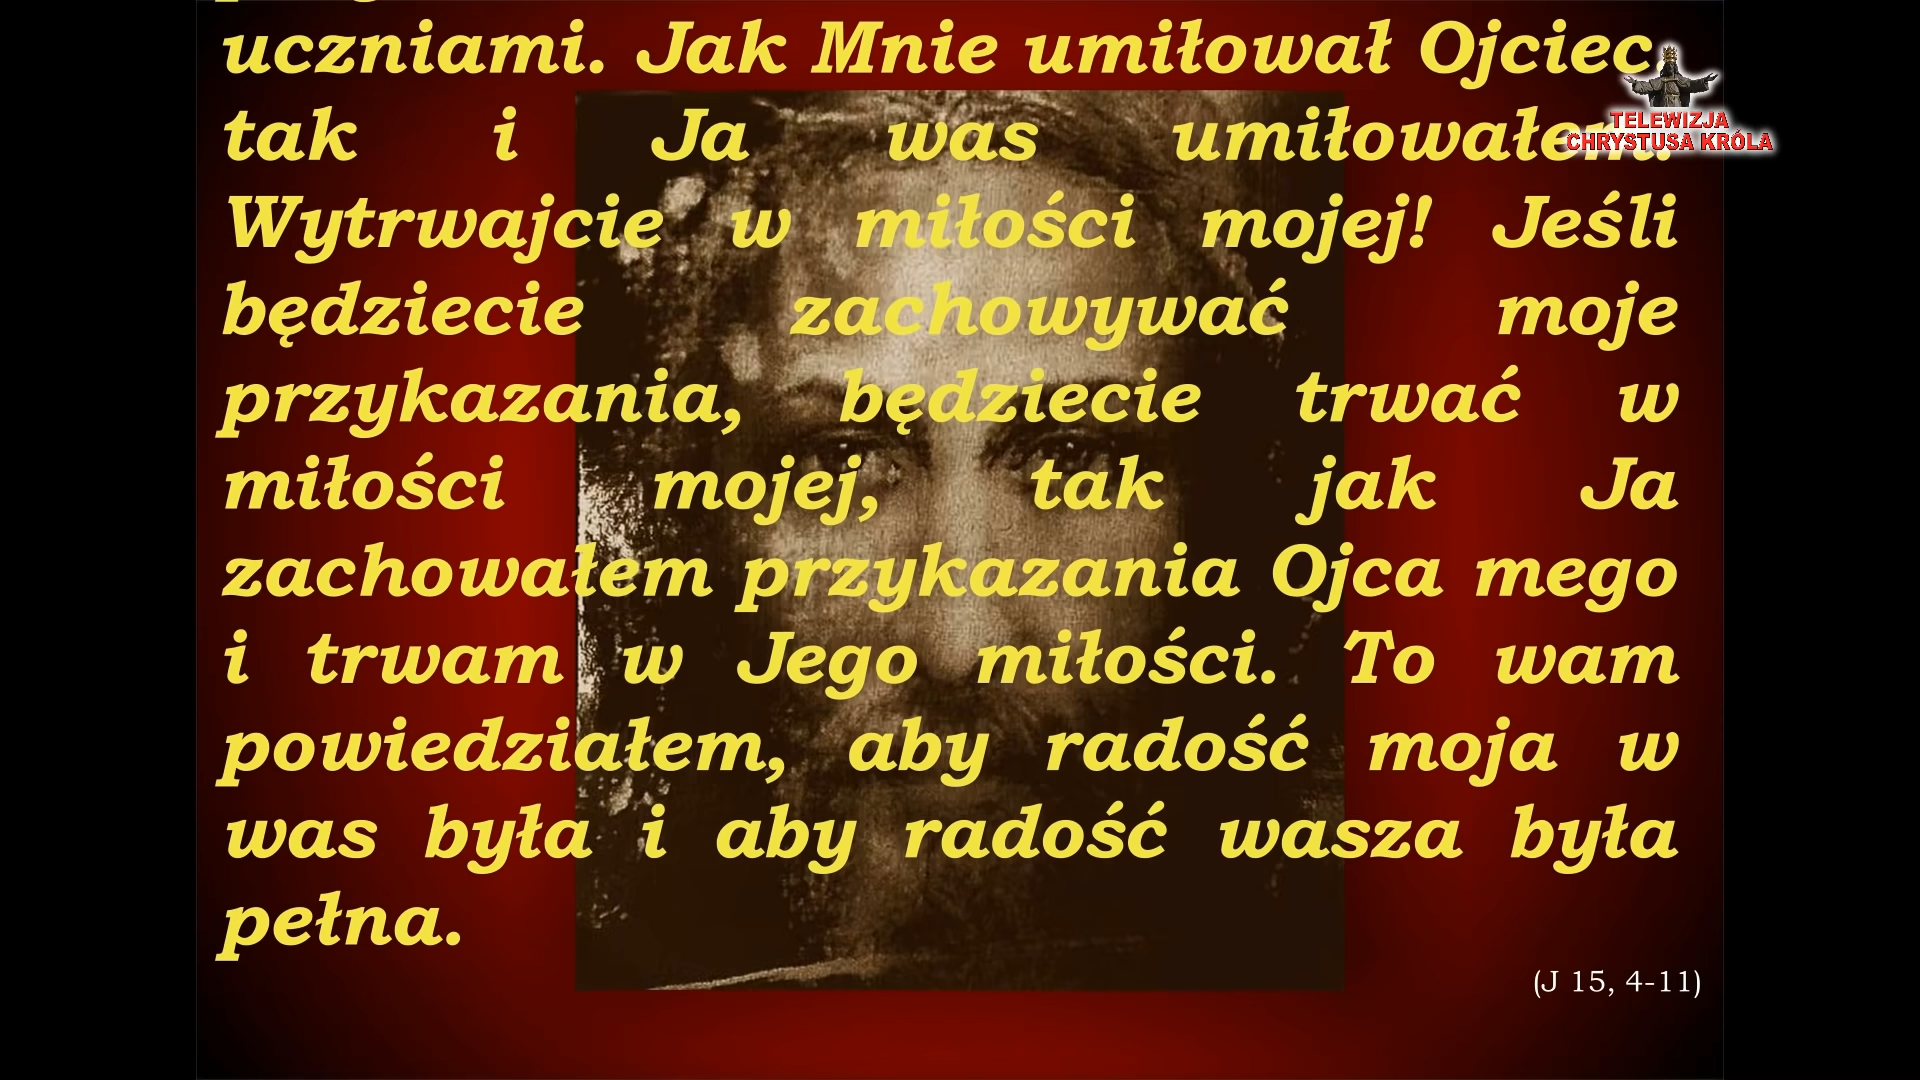 uczniami. Jak Mnie umiłował Ojciec,
tak i Ja was umiłowałem.
Wytrwajcie w miłości mojej! Jeśli
będziecie zachowywać moje
przykazania, będziecie trwać w
miłości mojej, tak jak Ja
zachowałem przykazania Ojca mego
i trwam w Jego miłości. To wam
powiedziałem, aby radość moja w
was była i aby radość wasza była
pełna.
(J 15, 4-11)
TELEWIZJA
CHRYSTUSA KRÓLA